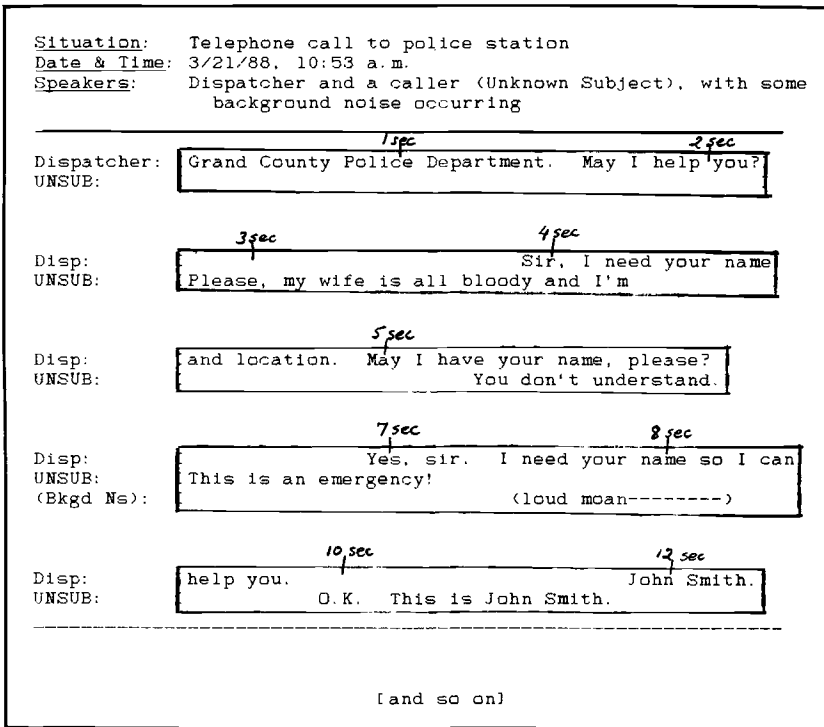 Situation: Telephone call to police station
Date & Time: 3/21/88, 10:53 a.m.
Speakers: Dispatcher and a caller (Unknown Subject), with some
background noise occurring
1 sec 2 sec
Dispatcher: Grand County Police Department. May I help you?
UNSUB:
3 sec 4 sec
Disp: Sir, I need your name
UNSUB: Please, my wife is all bloody and I'm
5 sec
Disp: and location. May I have your name, please?
UNSUB: You don't understand.
7 sec 8 sec
Disp: Yes, sir. I need your name so I can
UNSUB: This is an emergency!
(Bkgd Ns): (loud moan--------)
10 sec 12 sec
Disp: help you. John Smith.
UNSUB: O.K. This is John Smith.
[and so on]